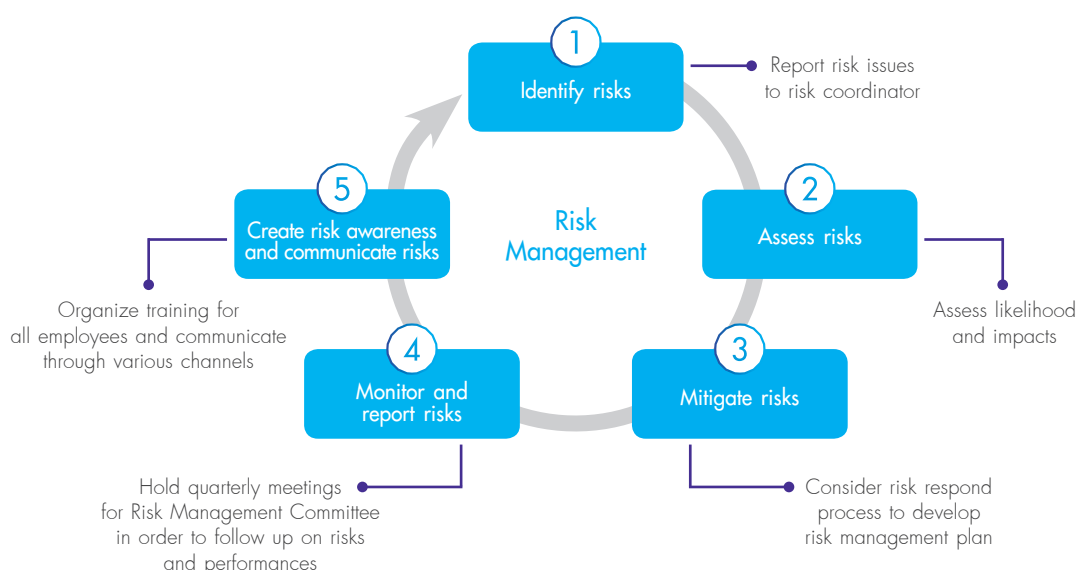 1
Identify risks
Report risk issues
to risk coordinator
2
Assess risks
Assess likelihood
and impacts
3
Mitigate risks
Consider risk respond
process to develop
risk management plan
4
Monitor and
report risks
Hold quarterly meetings
for Risk Management Committee
in order to follow up on risks
and performances
5
Create risk awareness
and communicate risks
Organize training for
all employees and communicate
through various channels
Risk
Management